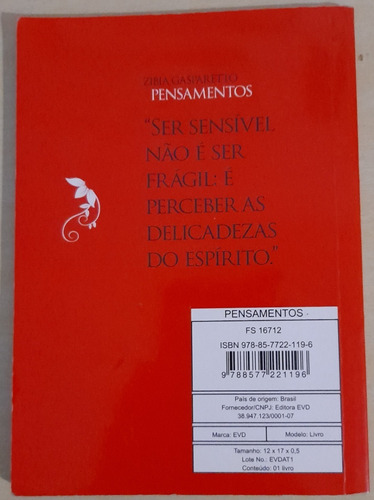 ZIBIA GASPARETTO
PENSAMENTOS
"SER SENSÍVEL
NÃO É SER
FRÁGIL: É
PERCEBER AS
DELICADEZAS
DO ESPÍRITO."
PENSAMENTOS -
FS 16712
ISBN 978-85-7722-119-6
9 788577 221196
País de origem: Brasil
Fornecedor/CNPJ: Editora EVD
38.947.123/0001-07
Marca: EVD
Modelo: Livro
Tamanho: 12 x 17 x 0,5
Lote No.: EVDAT1
Conteúdo: 01 livro